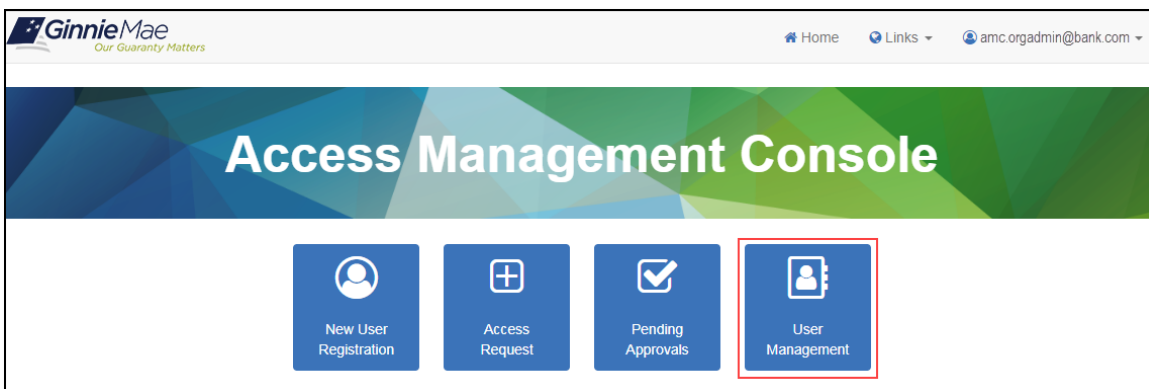 GinnieMae
Our Guaranty Matters
Home
Links
amc.orgadmin@bank.com
Access Management Console
New User
Registration
Access
Request
Pending
Approvals
User
Management